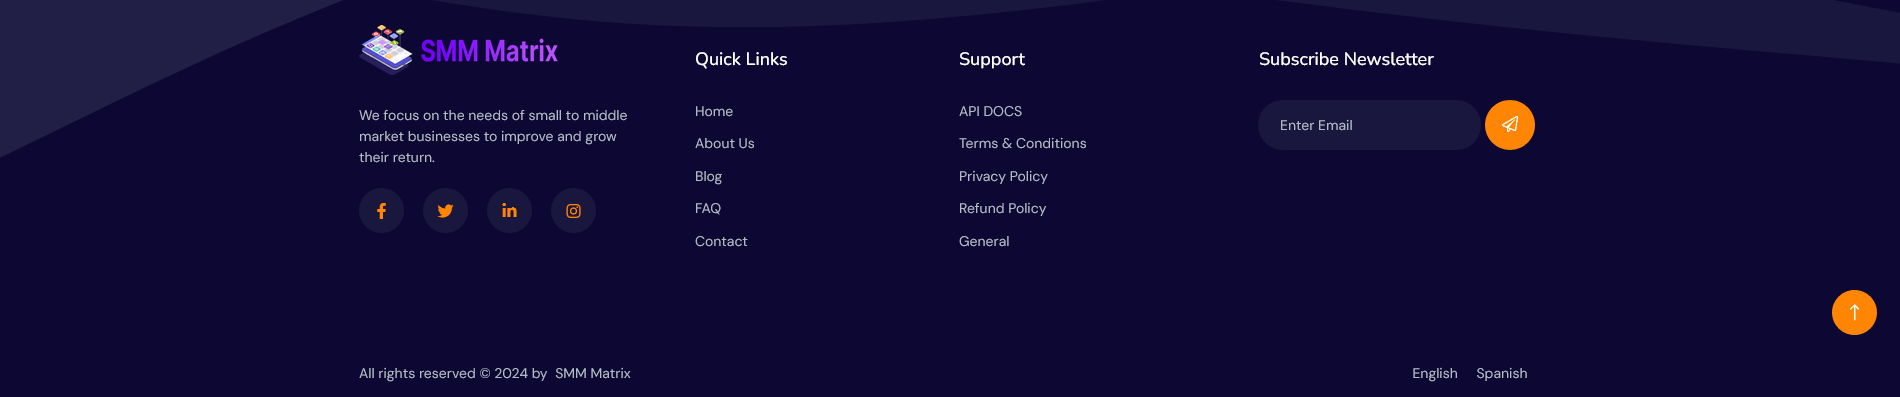 SMM Matrix
We focus on the needs of small to middle
market businesses to improve and grow
their return.
Quick Links
Home
About Us
Blog
FAQ
Contact
Support
API DOCS
Terms & Conditions
Privacy Policy
Refund Policy
General
Subscribe Newsletter
Enter Email
All rights reserved © 2024 by SMM Matrix
English Spanish